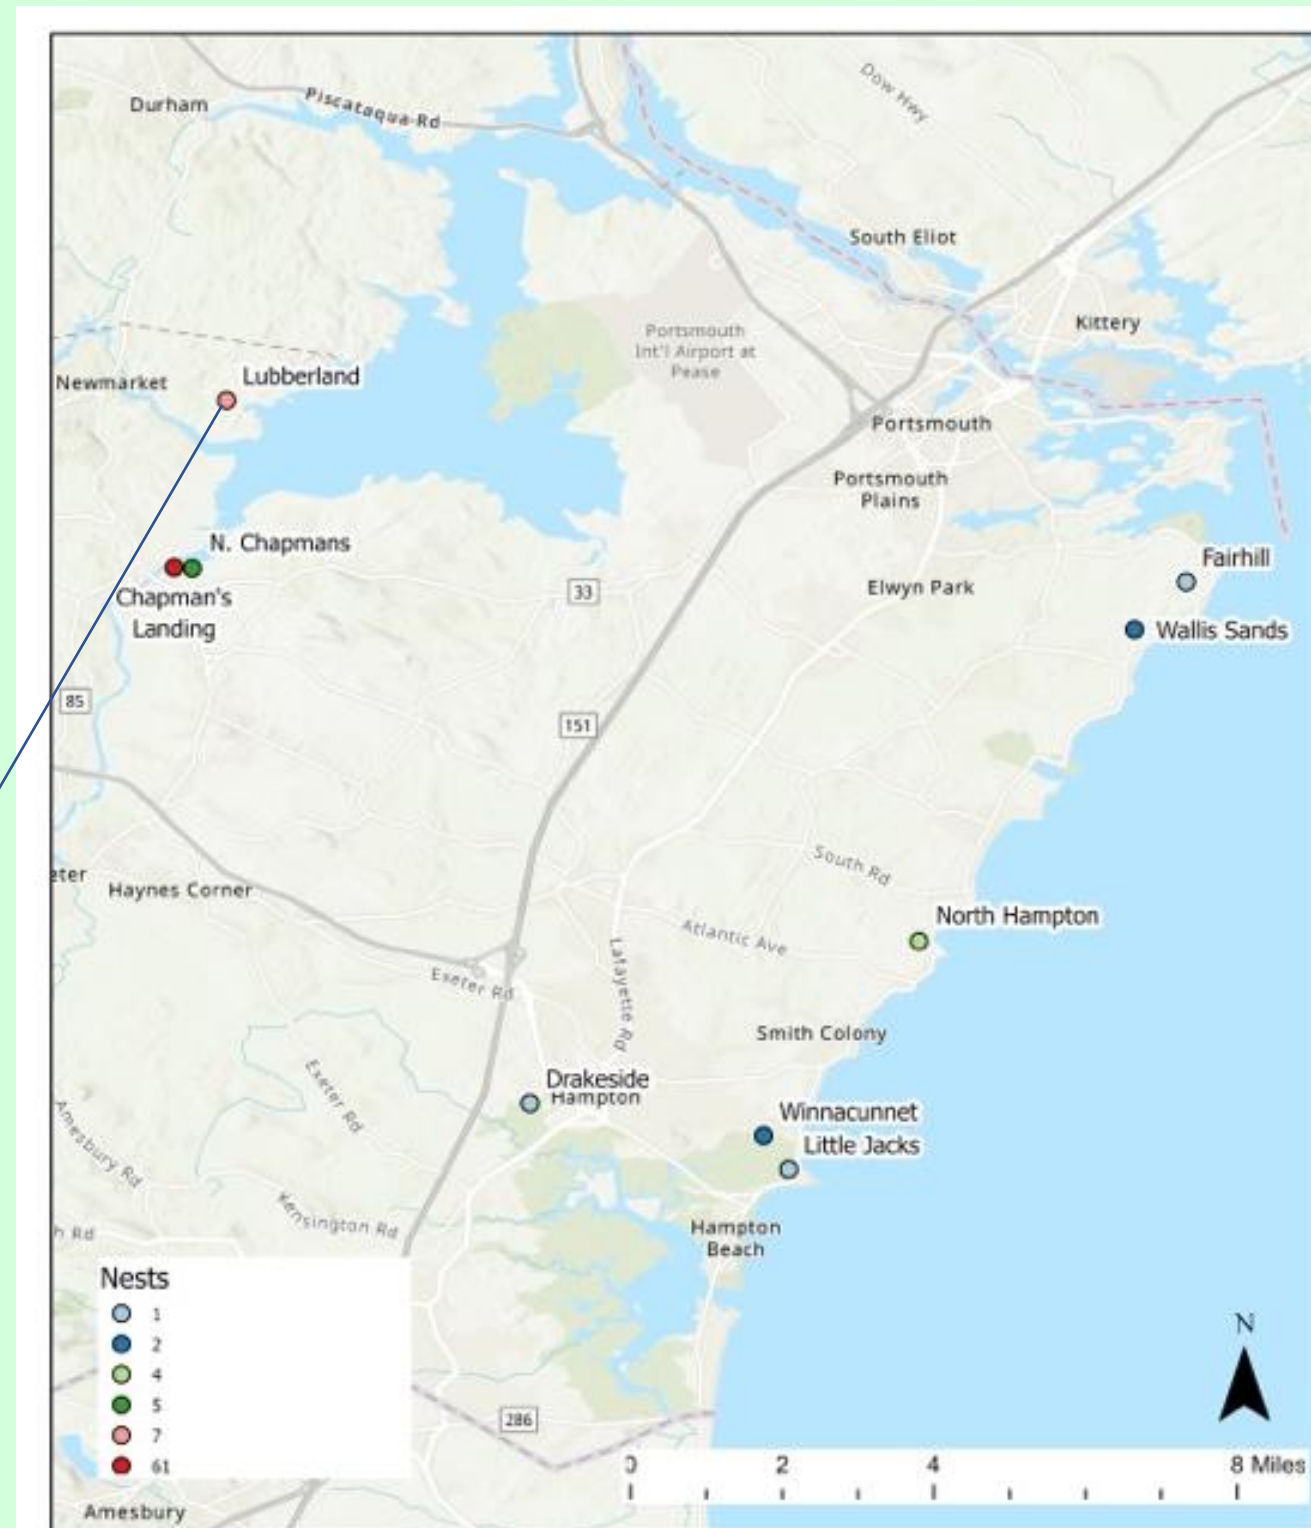 Durham
Piscataqua Rd
Dow Hwy
South Eliot
Kittery
Portsmouth
Int'l Airport at
Pease
Newmarket
Lubberland
Portsmouth
Portsmouth
Plains
N. Chapmans
Chapman's
Landing
33
Elwyn Park
Fairhill
Wallis Sands
85
151
South Rd
eter
Haynes Corner
North Hampton
Atlantic Ave
Lafayette Rd
Exeter Rd
Smith Colony
Exeter Rd
Drakeside
Hampton
Winnacunnet
Little Jacks
Amesbury Rd
Kensington Rd
h Rd
Hampton
Beach
Nests
1
2
4
5
7
61
N
286
0 2 4 8 Miles
Amesbury